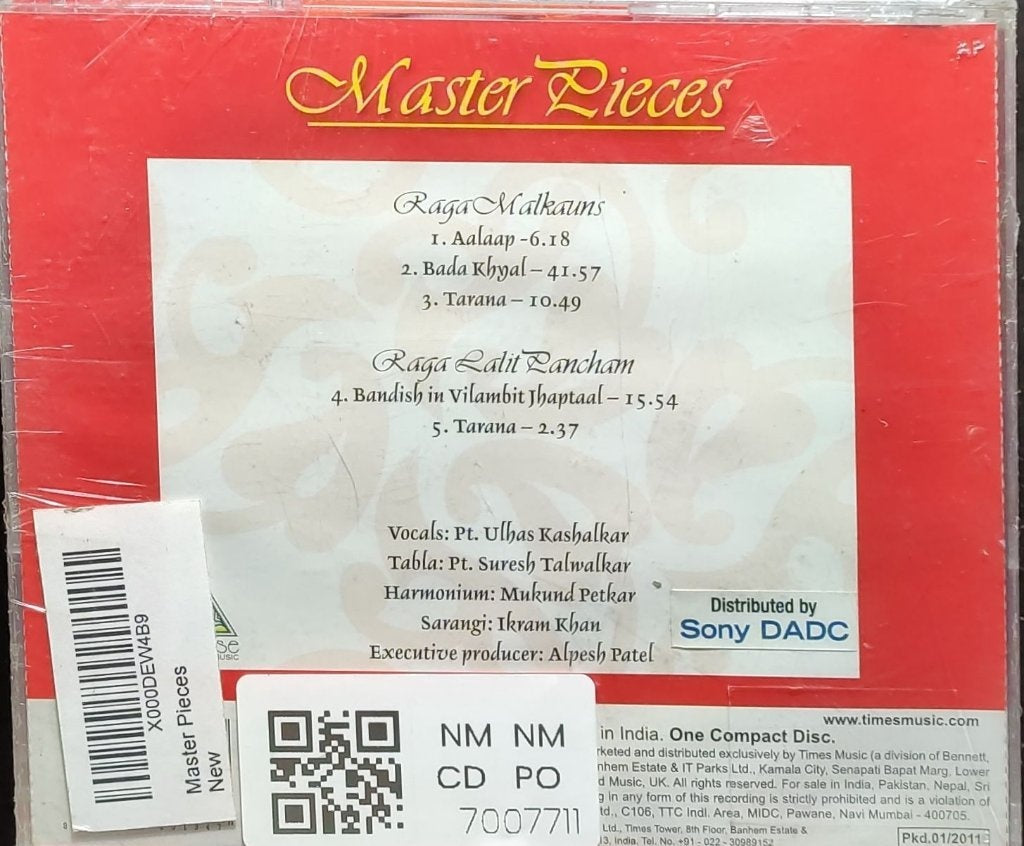 AP
Master Pieces
Raga Malkauns
1. Aalaap -6.18
2. Bada Khyal – 41.57
3. Tarana – 10.49
Raga Lalit Pancham
4. Bandish in Vilambit Jhaptaal – 15.54
5. Tarana – 2.37
Vocals: Pt. Ulhas Kashalkar
Tabla: Pt. Suresh Talwalkar
Harmonium: Mukund Petkar
Sarangi: Ikram Khan
Executive producer: Alpesh Patel
Distributed by
Sony DADC
X000DEW4B9
Master Pieces
New
NM NM
CD PO
7007711
www.timesmusic.com
in India. One Compact Disc.
and distributed exclusively by Times Music (a division of Bennett,
Estate & IT Parks Ltd., Kamala City, Senapati Bapat Marg, Lower
Music, UK. All rights reserved. For sale in India, Pakistan, Nepal, Sri
in any form of this recording is strictly prohibited and is a violation of
C106, TTC Indl. Area, MIDC, Pawane, Navi Mumbai - 400705.
Ltd., Times Tower, 8th Floor, Banhem Estate &
India. Tel. No. +91 - 022 - 30989152
Pkd.01/2011